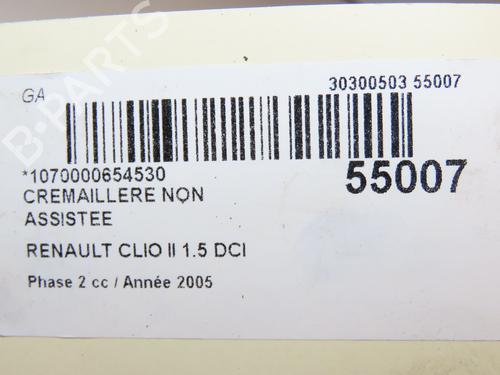 GA
30300503 55007
*1070000654530
55007
CREMAILLERE NON
ASSISTEE
RENAULT CLIO II 1.5 DCI
Phase 2 cc / Année 2005
B-PARTS